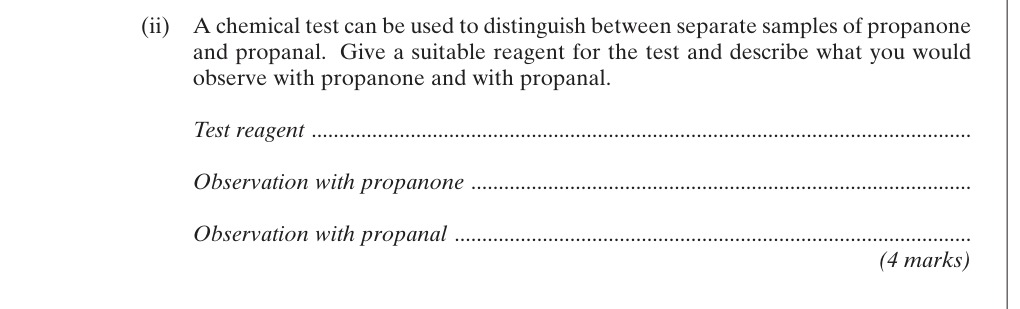 (ii) A chemical test can be used to distinguish between separate samples of propanone
and propanal. Give a suitable reagent for the test and describe what you would
observe with propanone and with propanal.
Test reagent ..............................................................................................................
Observation with propanone ...................................................................................
Observation with propanal ......................................................................................
(4 marks)